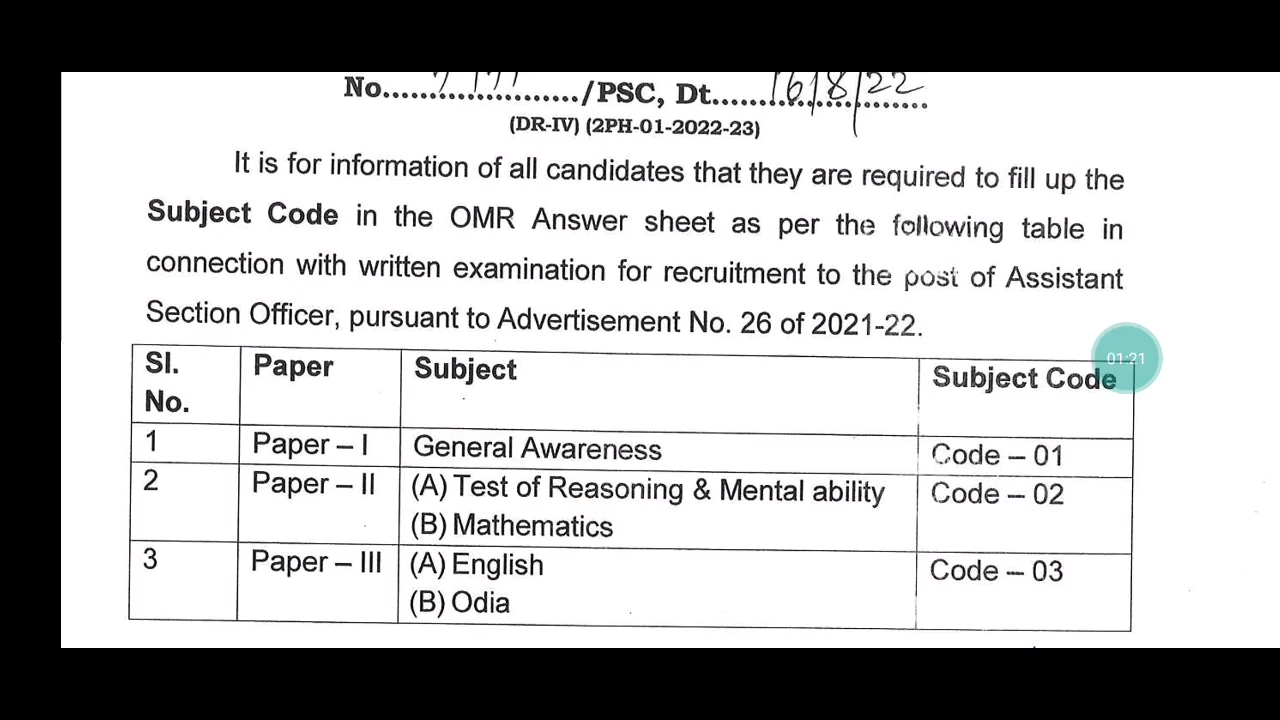 No....................../PSC, Dt. 16/8/22
(DR-IV) (2PH-01-2022-23)
It is for information of all candidates that they are required to fill up the
Subject Code in the OMR Answer sheet as per the following table in
connection with written examination for recruitment to the post of Assistant
Section Officer, pursuant to Advertisement No. 26 of 2021-22.
Sl. No. Paper Subject Subject Code
1 Paper – I General Awareness Code – 01
2 Paper – II (A) Test of Reasoning & Mental ability Code – 02
(B) Mathematics
3 Paper – III (A) English Code – 03
(B) Odia
01:21